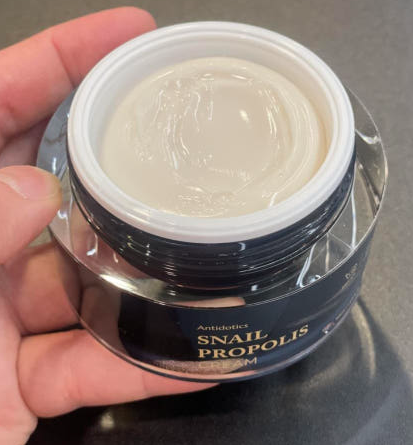 Antidotics
SNAIL
PROPOLIS
CREAM